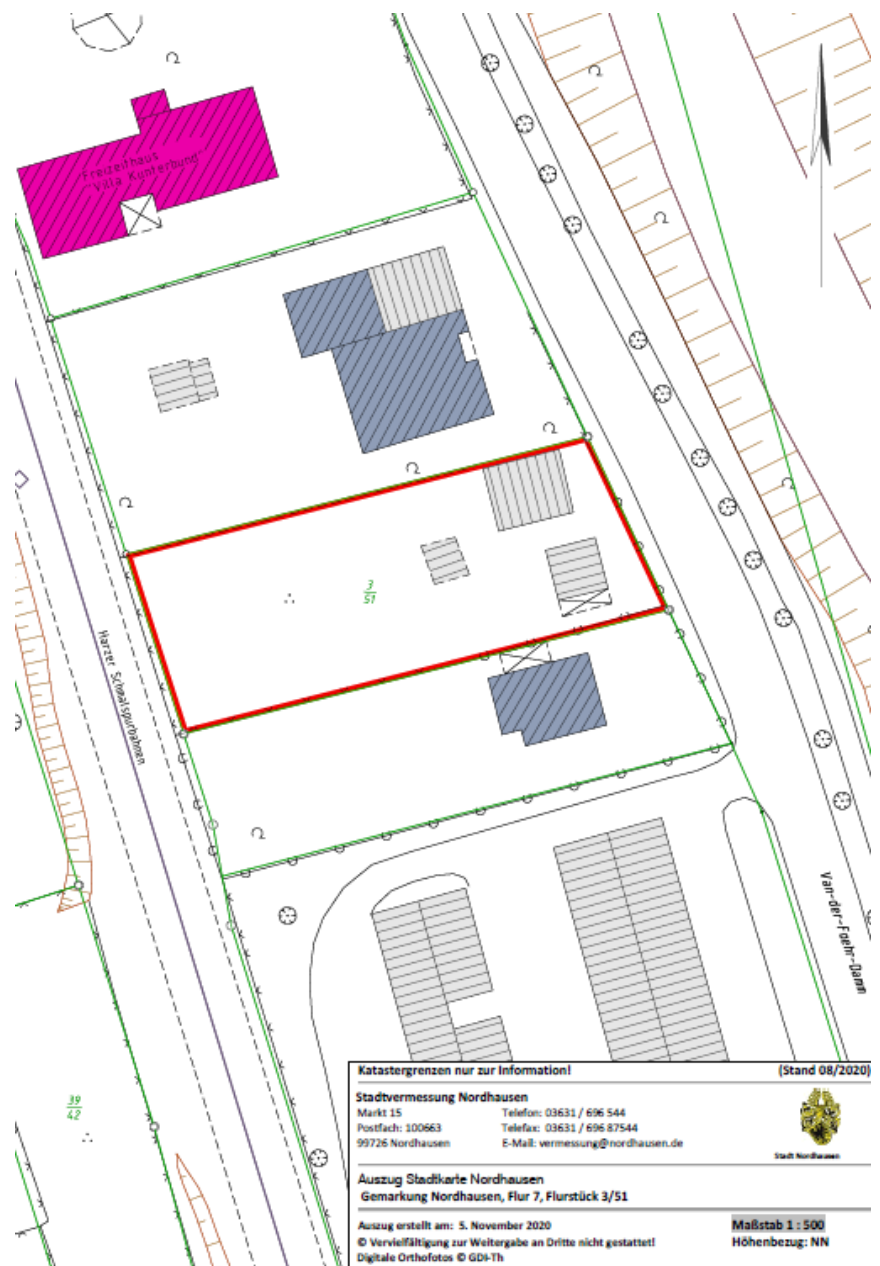 Freizeithaus
"Villa Kunterbung"
3
51
Harzer Schmalspurbahnen
Van-der-Foehr-Damm
39
42
Katastergrenzen nur zur Information!
(Stand 08/2020)
Stadtvermessung Nordhausen
Markt 15
Telefon: 03631 / 696 544
Postfach: 100663
Telefax: 03631 / 696 87544
99726 Nordhausen
E-Mail: vermessung@nordhausen.de
Stadt Nordhausen
Auszug Stadtkarte Nordhausen
Gemarkung Nordhausen, Flur 7, Flurstück 3/51
Auszug erstellt am: 5. November 2020
Maßstab 1 : 500
© Vervielfältigung zur Weitergabe an Dritte nicht gestattet!
Höhenbezug: NN
Digitale Orthofotos © GDI-Th